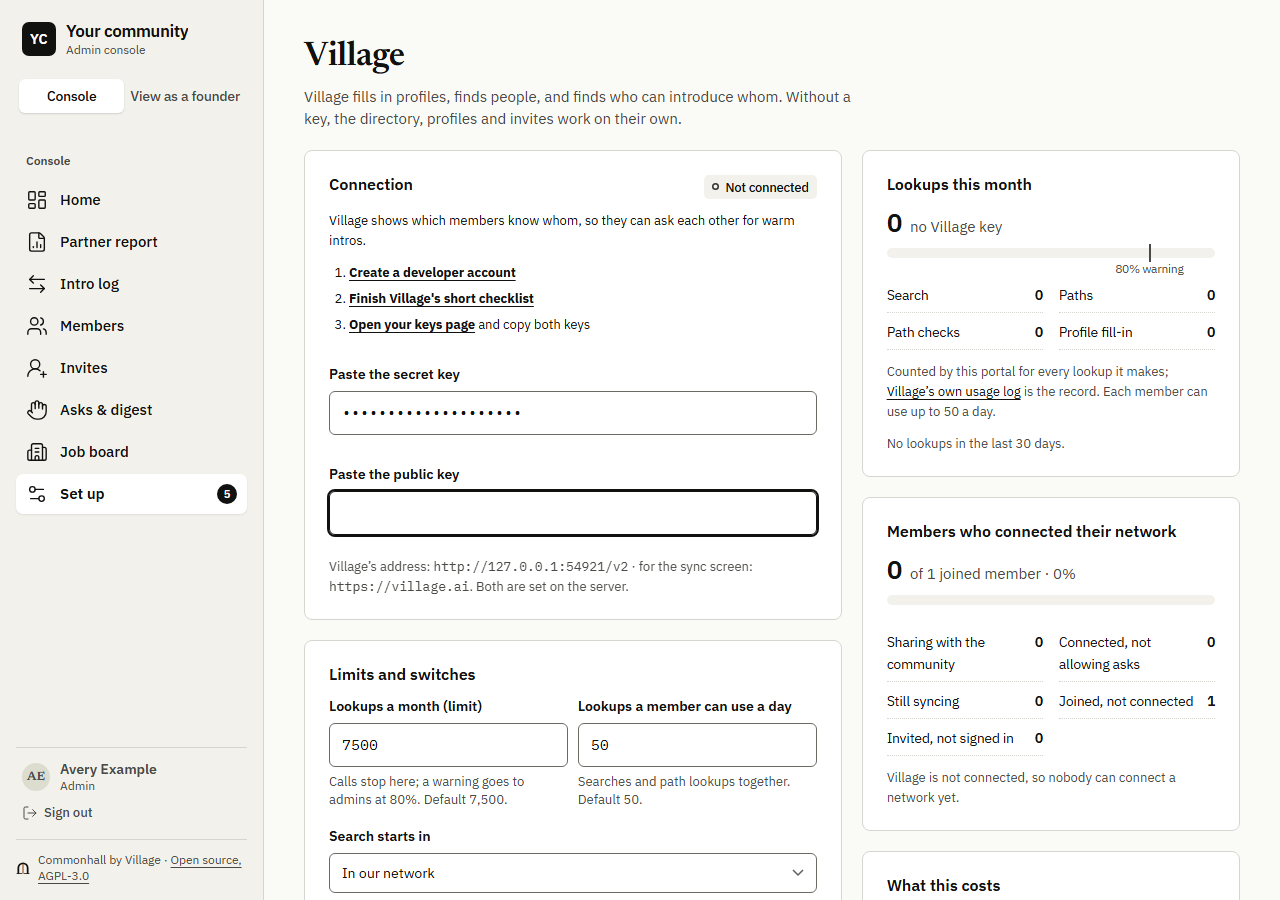 YC
Your community
Admin console
Console
View as a founder
Console
Home
Partner report
Intro log
Members
Invites
Asks & digest
Job board
Set up
5
AE
Avery Example
Admin
Sign out
Commonhall by Village · Open source,
AGPL-3.0
Village
Village fills in profiles, finds people, and finds who can introduce whom. Without a
key, the directory, profiles and invites work on their own.
Connection
Not connected
Village shows which members know whom, so they can ask each other for warm
intros.
1. Create a developer account
2. Finish Village's short checklist
3. Open your keys page and copy both keys
Paste the secret key
••••••••••••••••••••
Paste the public key
Village’s address: http://127.0.0.1:54921/v2 · for the sync screen:
https://village.ai. Both are set on the server.
Limits and switches
Lookups a month (limit)
Lookups a member can use a day
7500
50
Calls stop here; a warning goes to
admins at 80%. Default 7,500.
Searches and path lookups together.
Default 50.
Search starts in
In our network
Lookups this month
0 no Village key
80% warning
Search 0
Paths 0
Path checks 0
Profile fill-in 0
Counted by this portal for every lookup it makes;
Village’s own usage log is the record. Each member can
use up to 50 a day.
No lookups in the last 30 days.
Members who connected their network
0 of 1 joined member · 0%
Sharing with the
community
0
Connected, not
allowing asks
0
Still syncing 0
Joined, not connected 1
Invited, not signed in 0
Village is not connected, so nobody can connect a
network yet.
What this costs